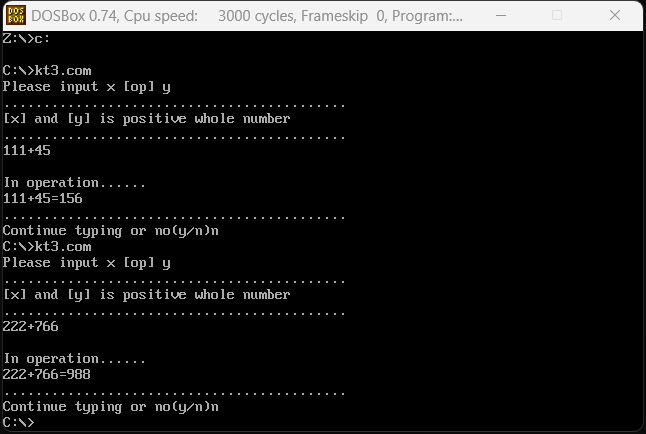 DOS
BOX
DOSBox 0.74, Cpu speed: 3000 cycles, Frameskip 0, Program:...
Z:\>c:
C:\>kt3.com
Please input x [op] y
...........................................
[x] and [y] is positive whole number
...........................................
111+45
In operation......
111+45=156
...........................................
Continue typing or no(y/n)n
C:\>kt3.com
Please input x [op] y
...........................................
[x] and [y] is positive whole number
...........................................
222+766
In operation......
222+766=988
...........................................
Continue typing or no(y/n)n
C:\>